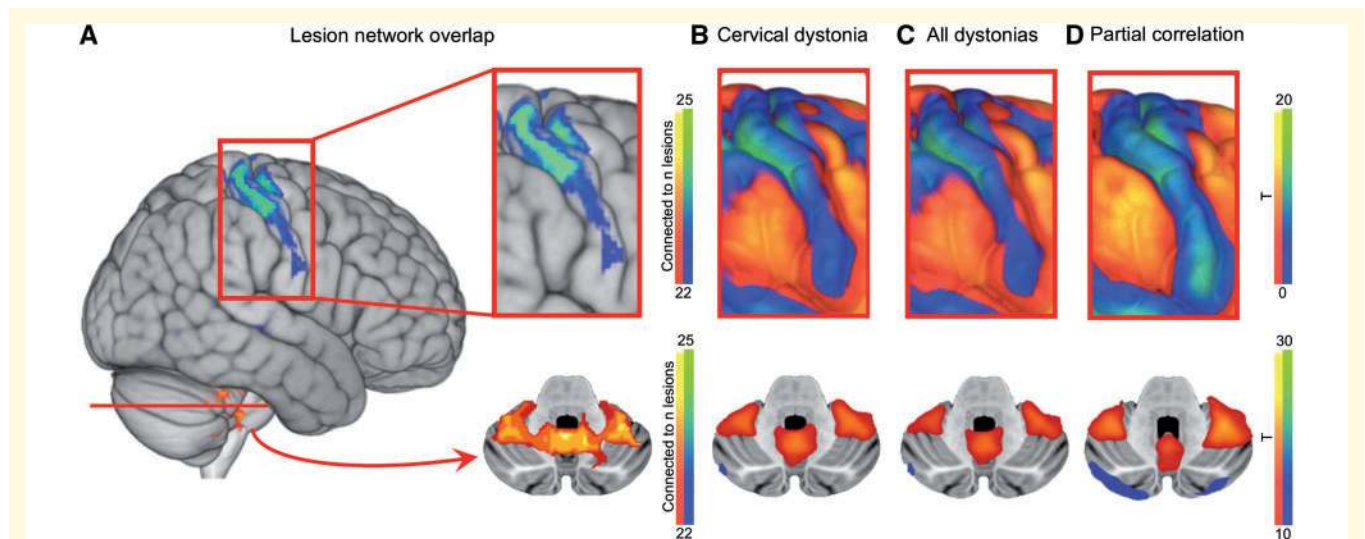 A Lesion network overlap
B Cervical dystonia
C All dystonias
D Partial correlation
25
Connected to n lesions
22
20
T
0
25
Connected to n lesions
22
30
T
10